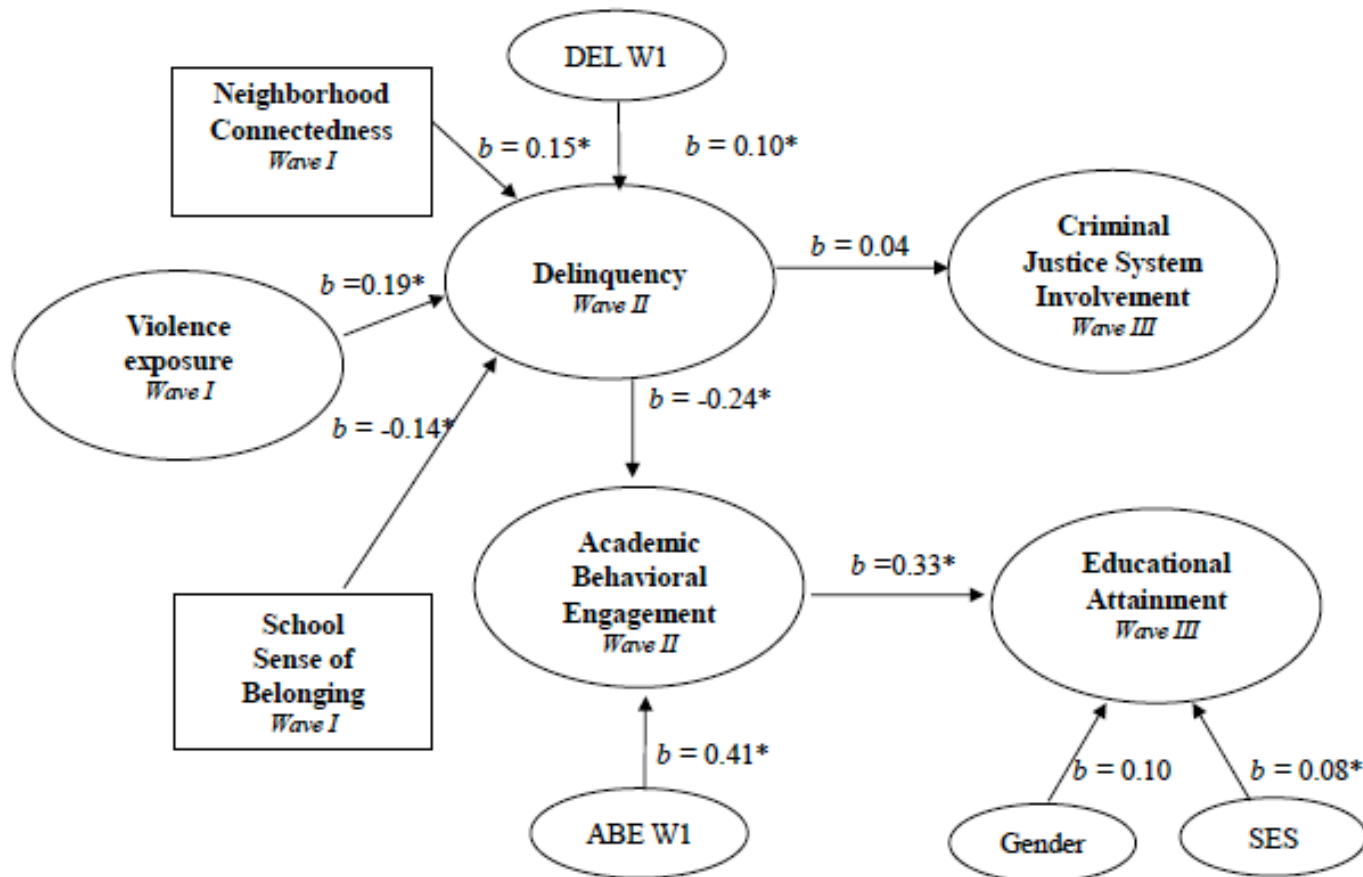 DEL W1
Neighborhood
Connectedness
Wave I
b = 0.15*
b = 0.10*
Delinquency
Wave II
b = 0.04
Criminal
Justice System
Involvement
Wave III
b =0.19*
Violence
exposure
Wave I
b = -0.14*
b = -0.24*
School
Sense of
Belonging
Wave I
Academic
Behavioral
Engagement
Wave II
b =0.33*
Educational
Attainment
Wave III
b = 0.41*
b = 0.10
b = 0.08*
ABE W1
Gender
SES